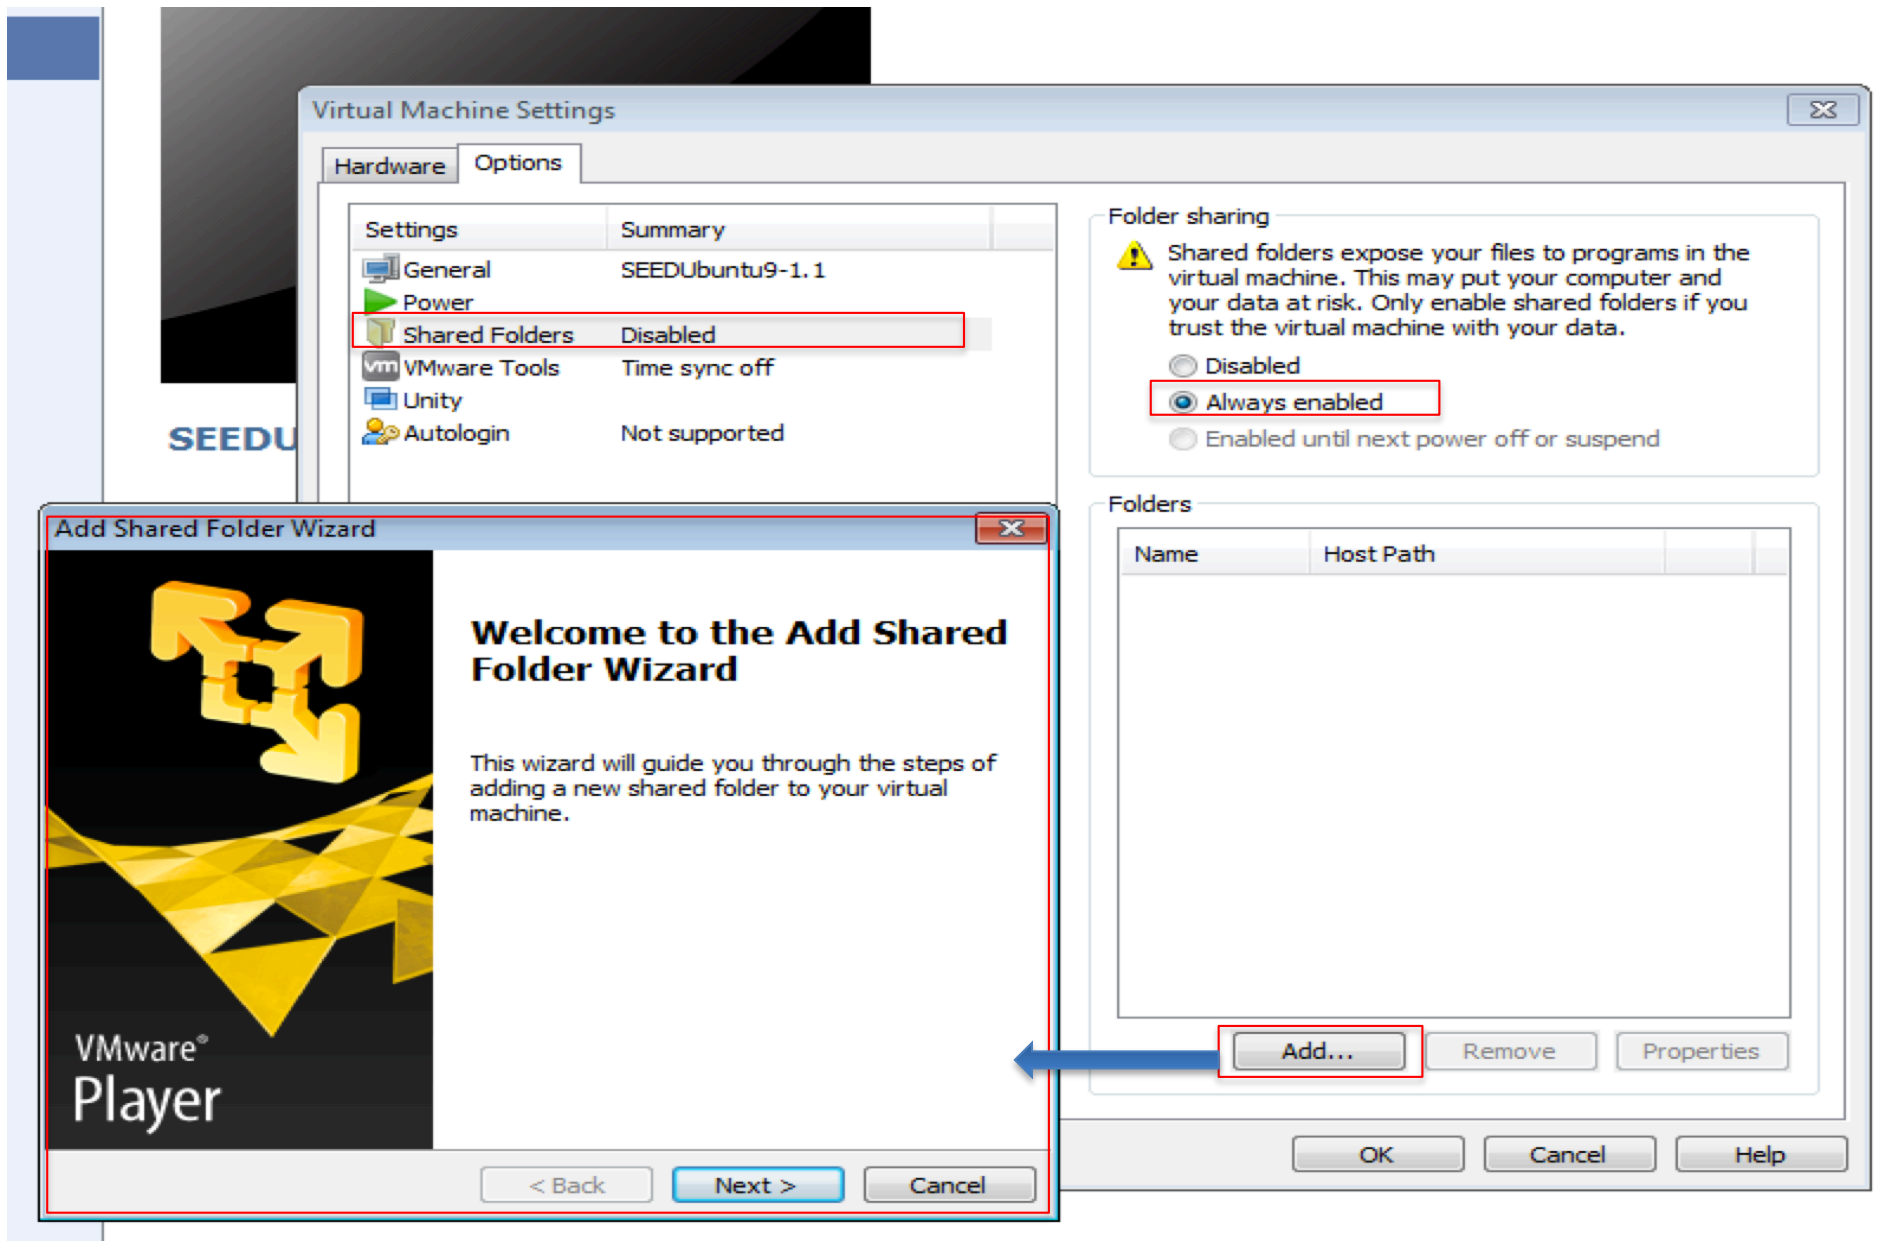 Virtual Machine Settings
Hardware
Options
Settings Summary
General SEEDUbuntu9-1.1
Power
Shared Folders Disabled
VMware Tools Time sync off
Unity
Autologin Not supported
Folder sharing
Shared folders expose your files to programs in the
virtual machine. This may put your computer and
your data at risk. Only enable shared folders if you
trust the virtual machine with your data.
Disabled
Always enabled
Enabled until next power off or suspend
SEEDU
Folders
Name Host Path
Add... Remove Properties
OK Cancel Help
Add Shared Folder Wizard
Welcome to the Add Shared
Folder Wizard
This wizard will guide you through the steps of
adding a new shared folder to your virtual
machine.
VMware®
Player
< Back Next > Cancel